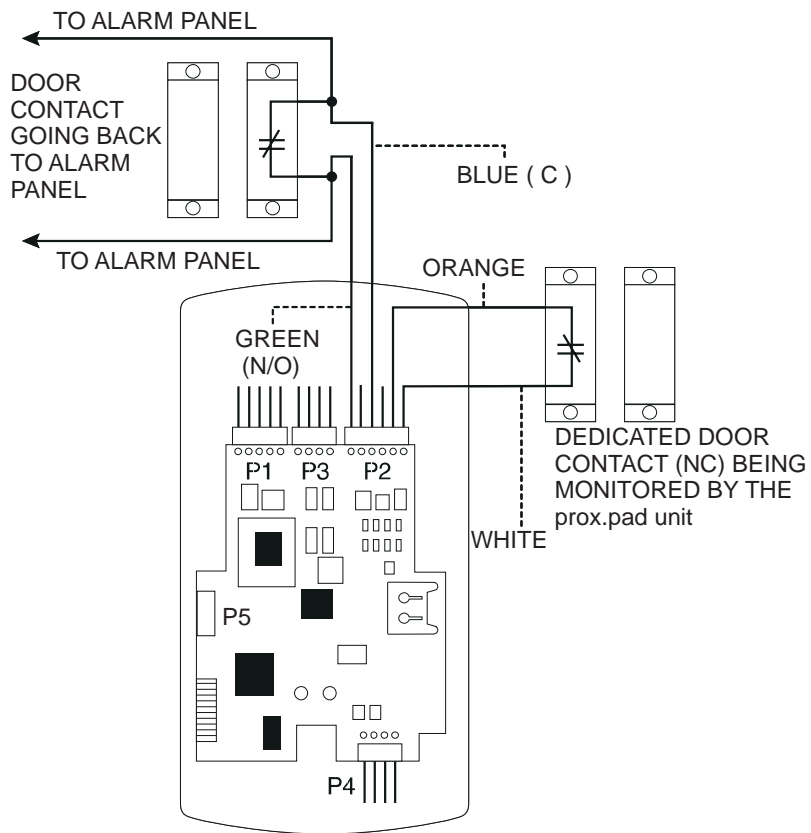 TO ALARM PANEL
DOOR
CONTACT
GOING BACK
TO ALARM
PANEL
BLUE ( C )
TO ALARM PANEL
ORANGE
GREEN
(N/O)
DEDICATED DOOR
CONTACT (NC) BEING
MONITORED BY THE
prox.pad unit
P1 P3 P2
WHITE
P5
P4